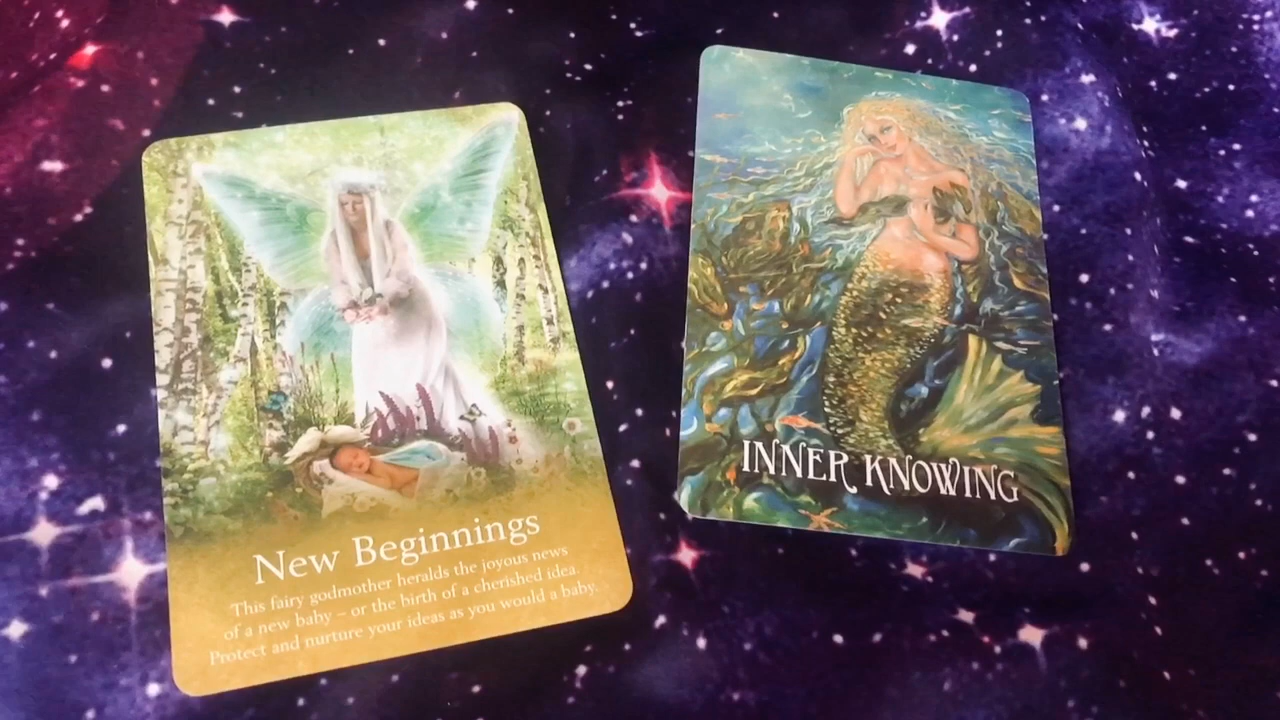 New Beginnings
This fairy godmother heralds the joyous news
of a new baby – or the birth of a cherished idea.
Protect and nurture your ideas as you would a baby.
INNER KNOWING